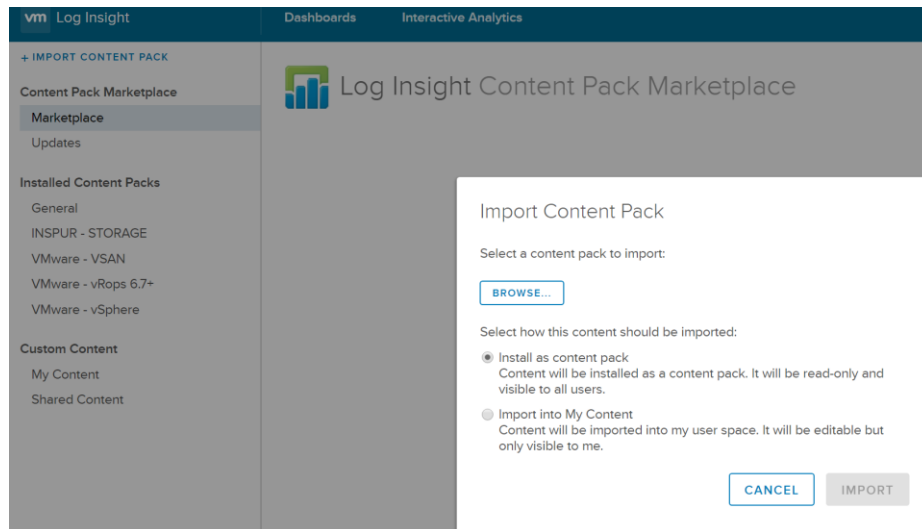 vm Log Insight
Dashboards
Interactive Analytics
+ IMPORT CONTENT PACK
Content Pack Marketplace
Marketplace
Updates
Installed Content Packs
General
INSPUR - STORAGE
VMware - VSAN
VMware - vRops 6.7+
VMware - vSphere
Custom Content
My Content
Shared Content
Log Insight Content Pack Marketplace
Import Content Pack
Select a content pack to import:
BROWSE...
Select how this content should be imported:
Install as content pack
Content will be installed as a content pack. It will be read-only and
visible to all users.
Import into My Content
Content will be imported into my user space. It will be editable but
only visible to me.
CANCEL
IMPORT